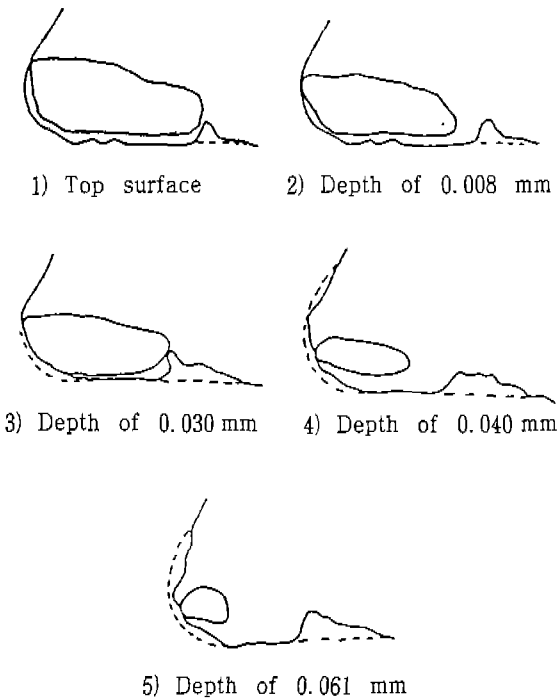 1) Top surface
2) Depth of 0.008 mm
3) Depth of 0.030 mm
4) Depth of 0.040 mm
5) Depth of 0.061 mm